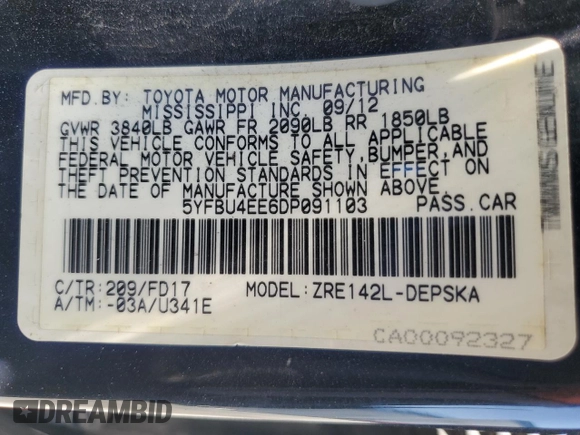 MFD.BY: TOYOTA MOTOR MANUFACTURING
MISSISSIPPI INC. 09/12
GVWR 3840LB GAWR FR 2090LB RR 1850LB
THIS VEHICLE CONFORMS TO ALL APPLICABLE
FEDERAL MOTOR VEHICLE SAFETY, BUMPER, AND
THEFT PREVENTION STANDARDS IN EFFECT ON
THE DATE OF MANUFACTURE SHOWN ABOVE.
5YFBU4EE6DP091103 PASS.CAR
C/TR:209/FD17 MODEL:ZRE142L-DEPSKA
A/TM:-03A/U341E
CA00092327
DREAMBID